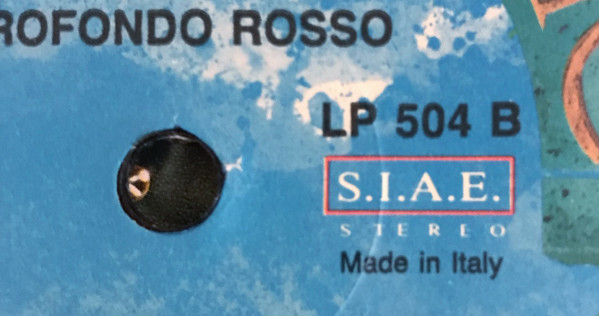 ROFONDO ROSSO
LP 504 B
S.I.A.E.
STEREO
Made in Italy